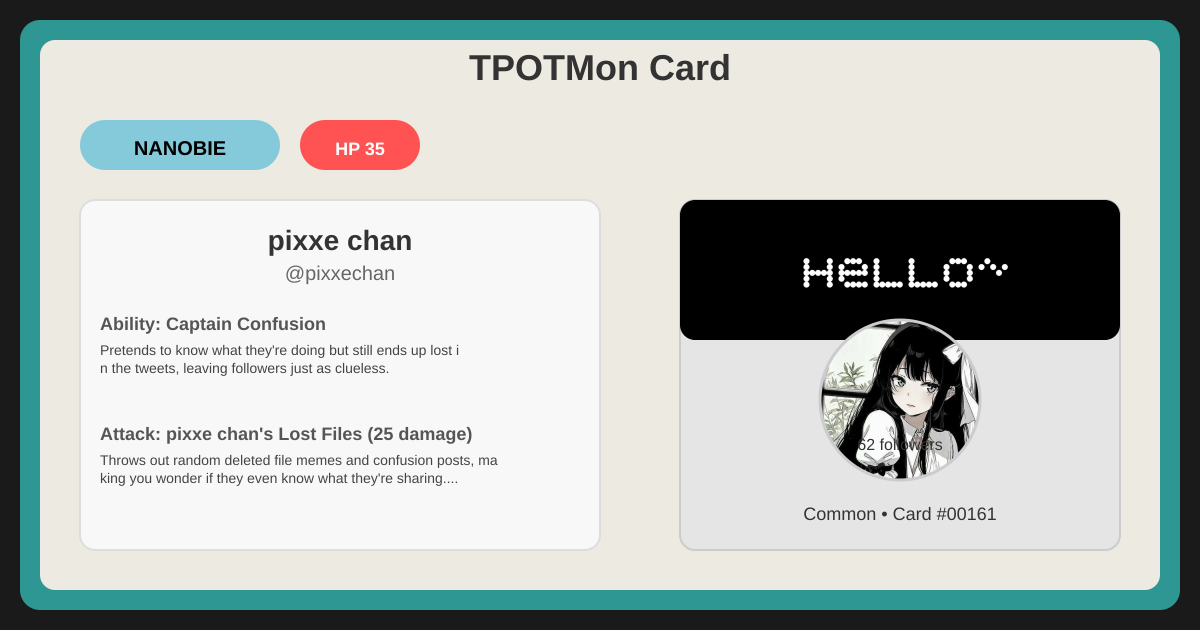 TPOTMon Card
NANOBIE
HP 35
pixxe chan
@pixxechan
Ability: Captain Confusion
Pretends to know what they're doing but still ends up lost i
n the tweets, leaving followers just as clueless.
Attack: pixxe chan's Lost Files (25 damage)
Throws out random deleted file memes and confusion posts, ma
king you wonder if they even know what they're sharing....
HeLLo~
followers
Common • Card #00161